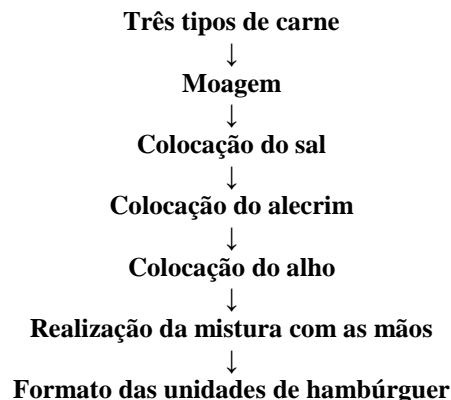 Três tipos de carne
↓
Moagem
↓
Colocação do sal
↓
Colocação do alecrim
↓
Colocação do alho
↓
Realização da mistura com as mãos
↓
Formato das unidades de hambúrguer